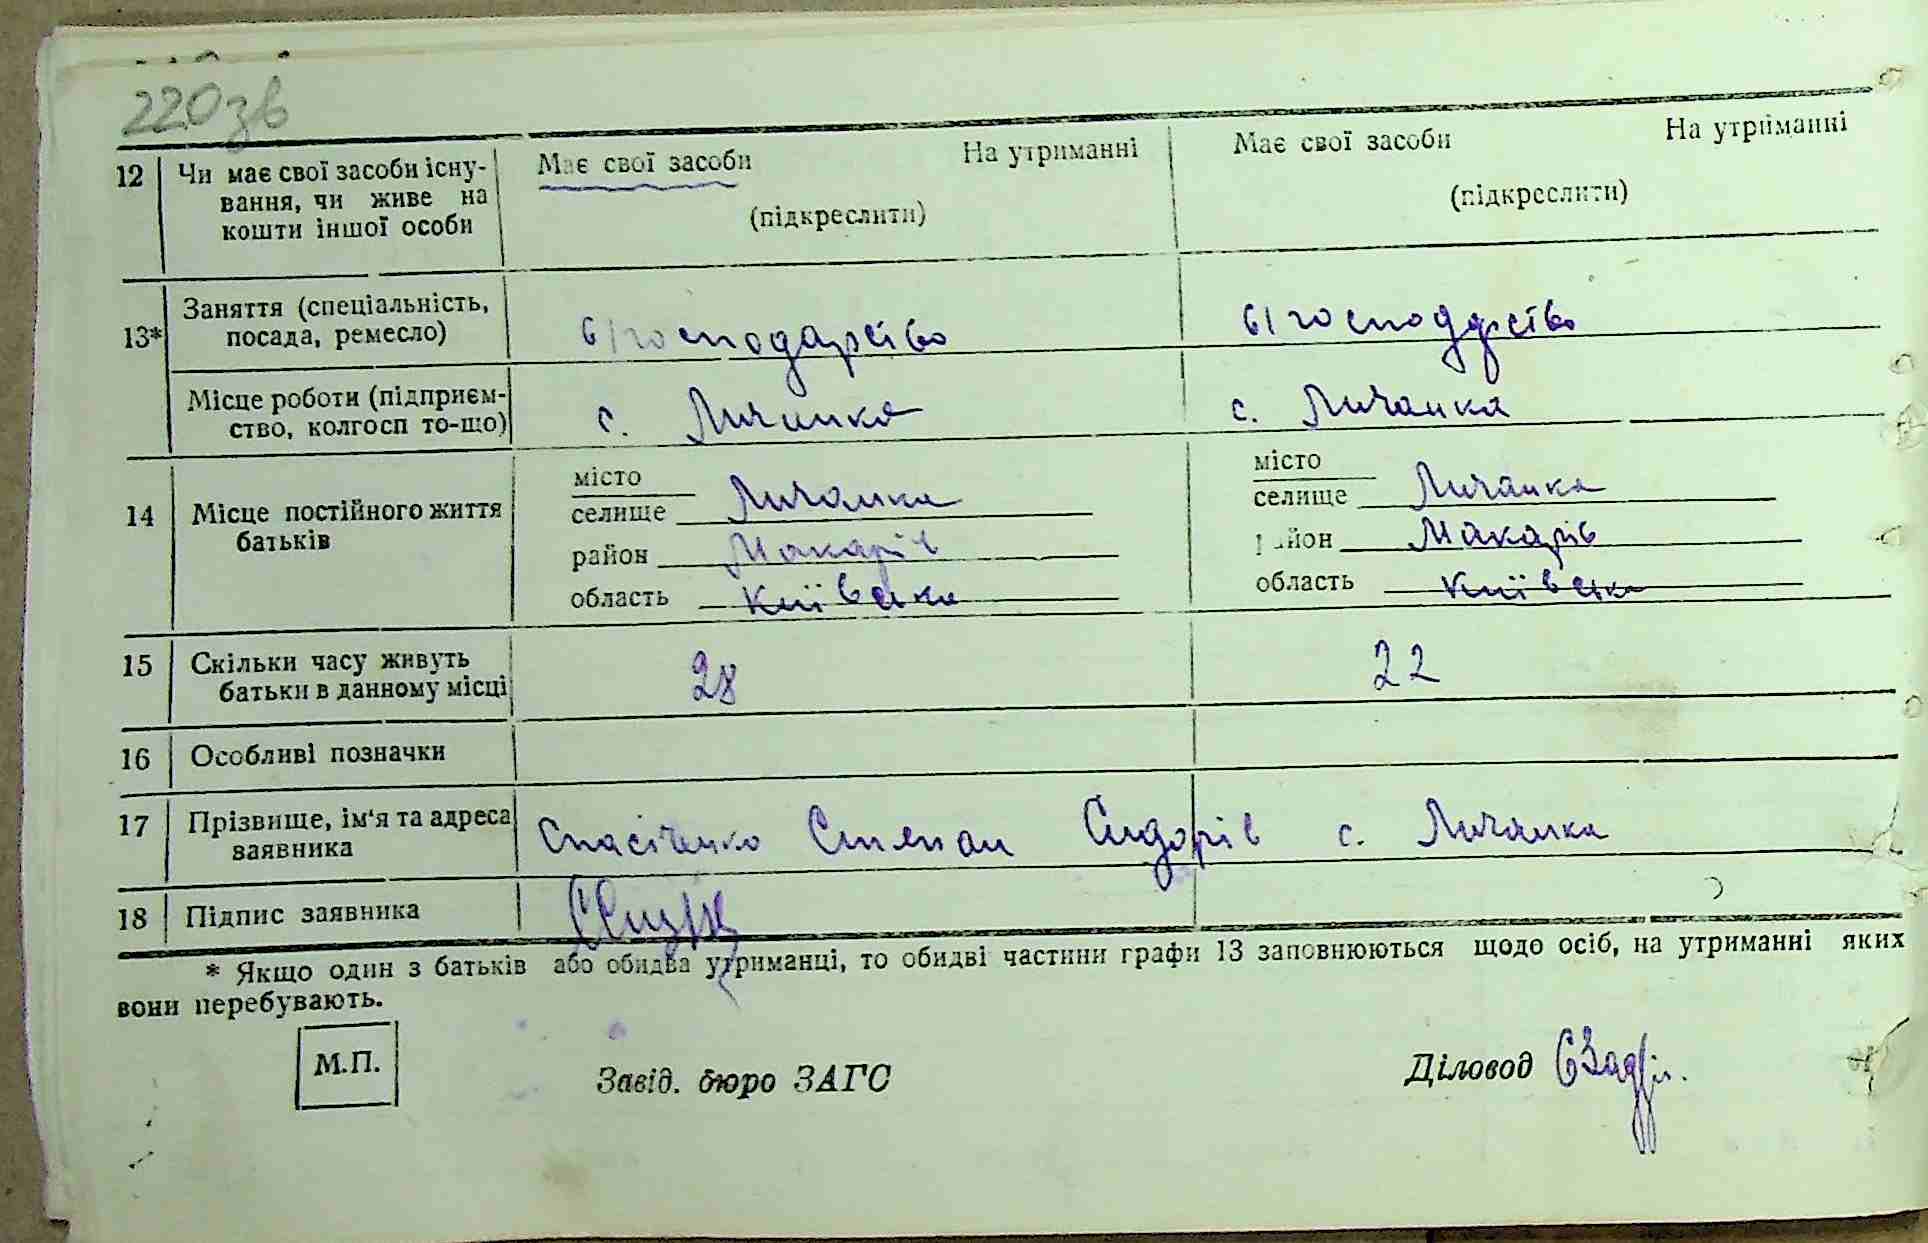 220зв
12 Чи має свої засоби існу- Має свої засоби На утриманні Має свої засоби На утриманні
вання, чи живе на (підкреслити) (підкреслити)
кошти іншої особи
13* Заняття (спеціальність, посада, ремесло) в/господарство в/господарство
Місце роботи (підприєм- с. Личанка с. Личанка
ство, колгосп то-що)
14 Місце постійного життя батьків
місто
селище Личанка
район Макарів
область Київська
місто
селище Личанка
район Макарів
область Київська
15 Скільки часу живуть 28 22
батьки в данному місці
16 Особливі позначки
17 Прізвище, ім'я та адреса Степан Сидорів с. Личанка
заявника
18 Підпис заявника
* Якщо один з батьків або обидва утриманці, то обидві частини графи 13 заповнюються щодо осіб, на утриманні яких
вони перебувають.
М.П.
Завід. бюро ЗАГС
Діловод